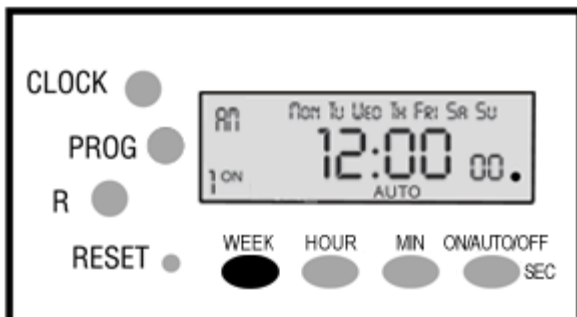 CLOCK
PROG
R
RESET
AM Mon Tu Wed Th Fri Sa Su
12:00 00
1 ON
AUTO
WEEK HOUR MIN ON/AUTO/OFF
SEC